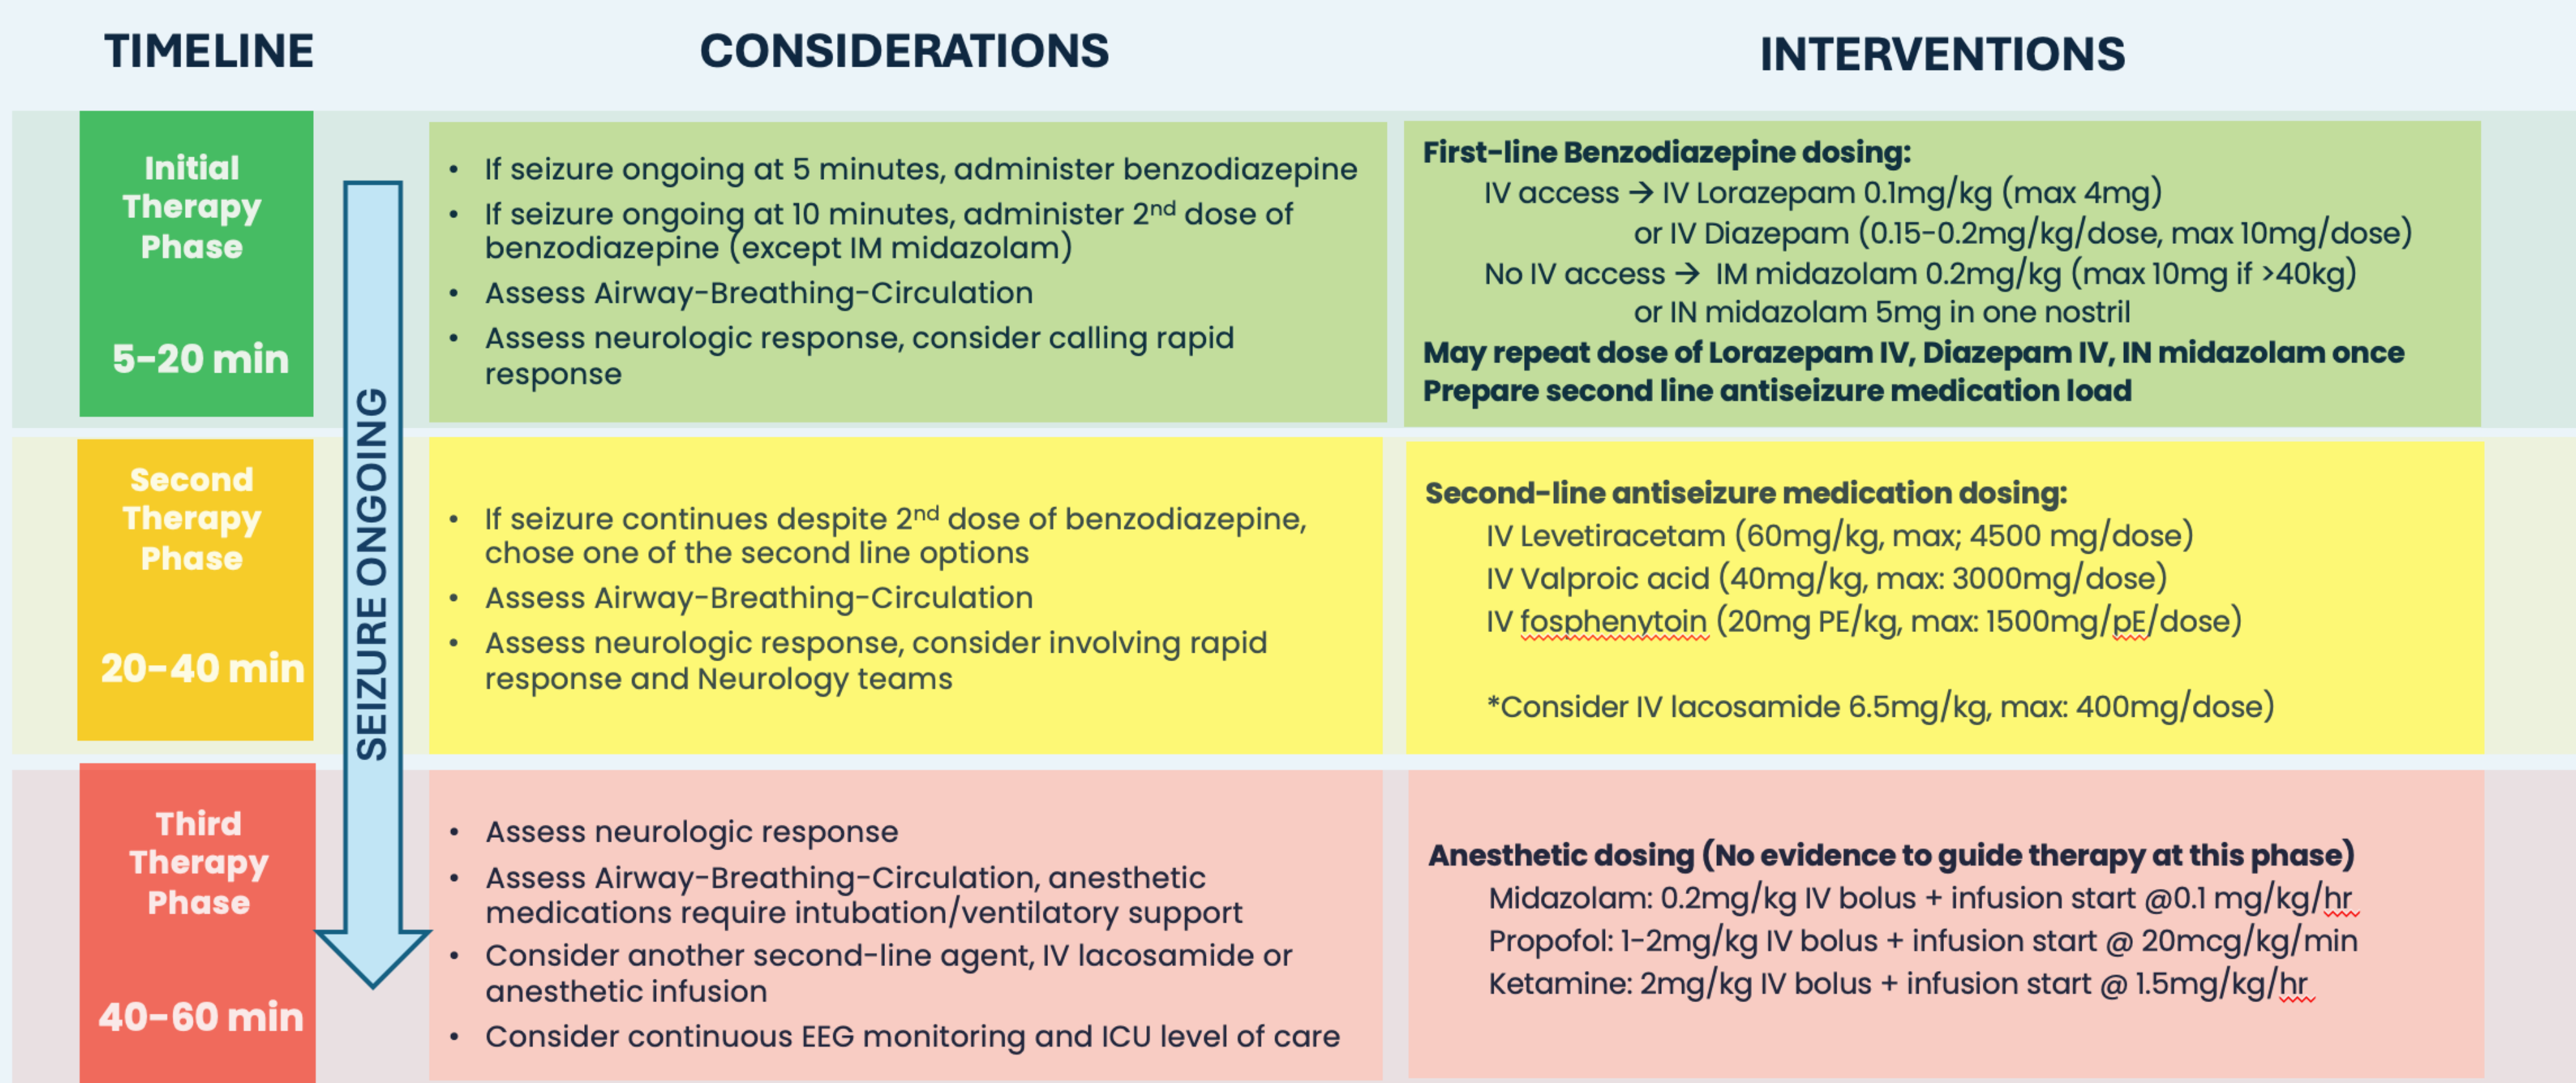 TIMELINE
CONSIDERATIONS
INTERVENTIONS
Initial
Therapy
Phase
5-20 min
• If seizure ongoing at 5 minutes, administer benzodiazepine
• If seizure ongoing at 10 minutes, administer 2nd dose of
benzodiazepine (except IM midazolam)
• Assess Airway-Breathing-Circulation
• Assess neurologic response, consider calling rapid
response
First-line Benzodiazepine dosing:
IV access → IV Lorazepam 0.1mg/kg (max 4mg)
or IV Diazepam (0.15-0.2mg/kg/dose, max 10mg/dose)
No IV access → IM midazolam 0.2mg/kg (max 10mg if >40kg)
or IN midazolam 5mg in one nostril
May repeat dose of Lorazepam IV, Diazepam IV, IN midazolam once
Prepare second line antiseizure medication load
SEIZURE ONGOING
Second
Therapy
Phase
20-40 min
• If seizure continues despite 2nd dose of benzodiazepine,
chose one of the second line options
• Assess Airway-Breathing-Circulation
• Assess neurologic response, consider involving rapid
response and Neurology teams
Second-line antiseizure medication dosing:
IV Levetiracetam (60mg/kg, max; 4500 mg/dose)
IV Valproic acid (40mg/kg, max: 3000mg/dose)
IV fosphenytoin (20mg PE/kg, max: 1500mg/pE/dose)
*Consider IV lacosamide 6.5mg/kg, max: 400mg/dose)
Third
Therapy
Phase
40-60 min
• Assess neurologic response
• Assess Airway-Breathing-Circulation, anesthetic
medications require intubation/ventilatory support
• Consider another second-line agent, IV lacosamide or
anesthetic infusion
• Consider continuous EEG monitoring and ICU level of care
Anesthetic dosing (No evidence to guide therapy at this phase)
Midazolam: 0.2mg/kg IV bolus + infusion start @0.1 mg/kg/hr
Propofol: 1-2mg/kg IV bolus + infusion start @ 20mcg/kg/min
Ketamine: 2mg/kg IV bolus + infusion start @ 1.5mg/kg/hr